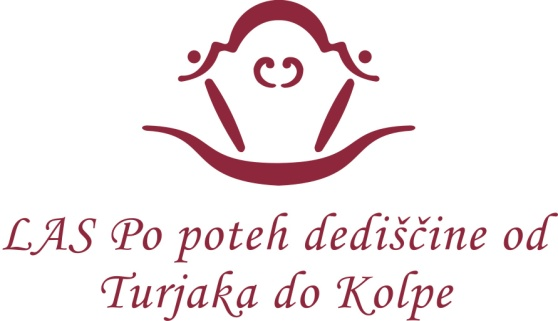 LAS Po poteh dediščine od
Turjaka do Kolpe